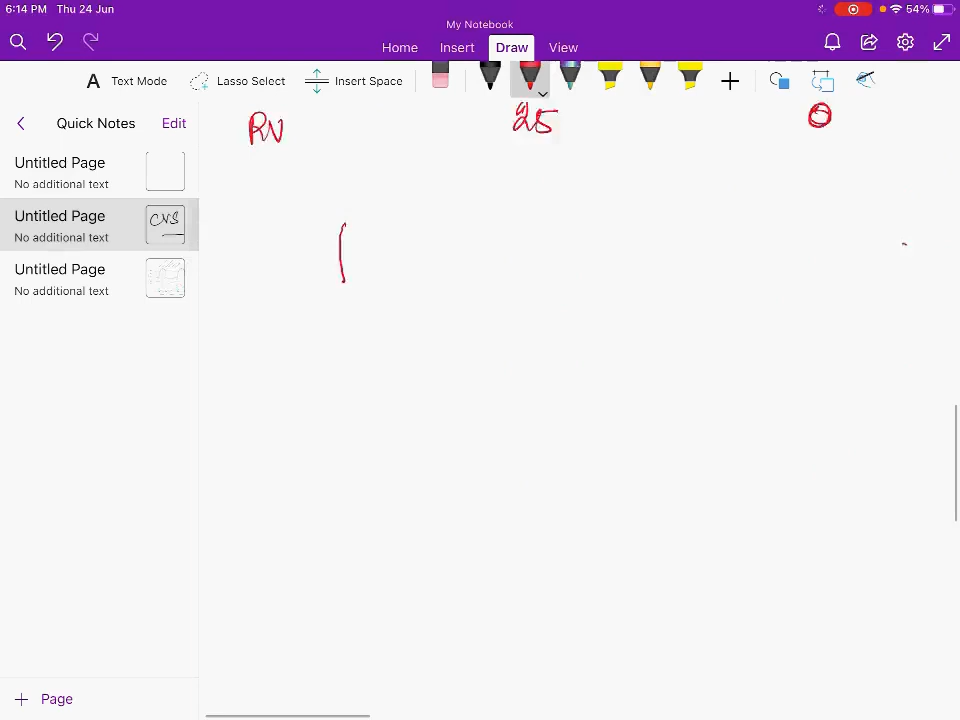 6:14 PM Thu 24 Jun
54%
My Notebook
Home Insert Draw View
Text Mode Lasso Select Insert Space
Quick Notes Edit
RV 25 0
Untitled Page
No additional text
Untitled Page
No additional text
CNS
Untitled Page
No additional text
Page